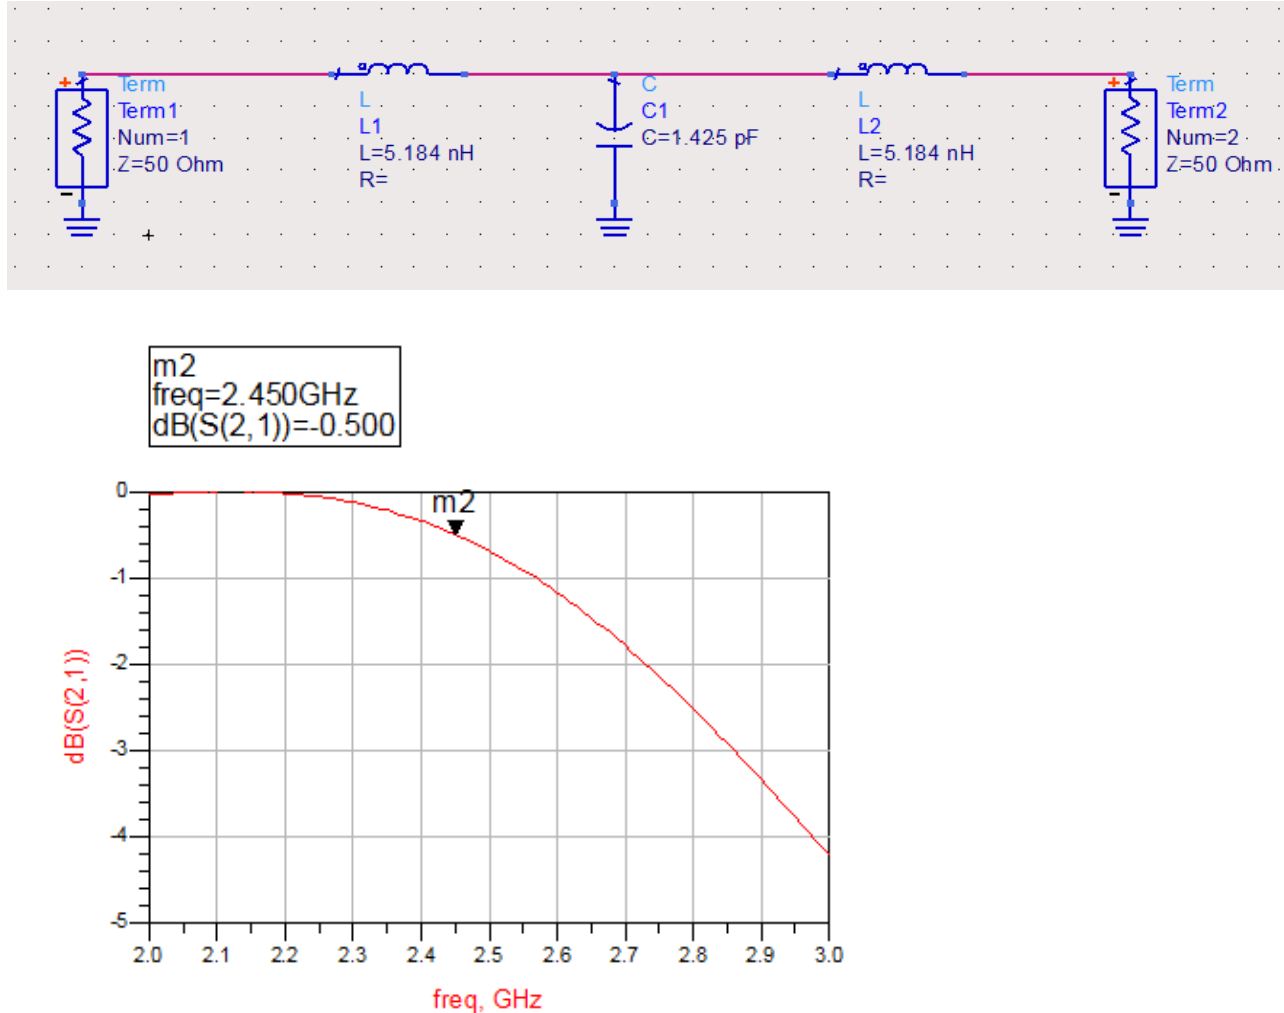 Term
Term1
Num=1
Z=50 Ohm
L
L1
L=5.184 nH
R=
C
C1
C=1.425 pF
L
L2
L=5.184 nH
R=
Term
Term2
Num=2
Z=50 Ohm
m2
freq=2.450GHz
dB(S(2,1))=-0.500
m2
0
-1
-2
-3
-4
-5
dB(S(2,1))
2.0 2.1 2.2 2.3 2.4 2.5 2.6 2.7 2.8 2.9 3.0
freq, GHz